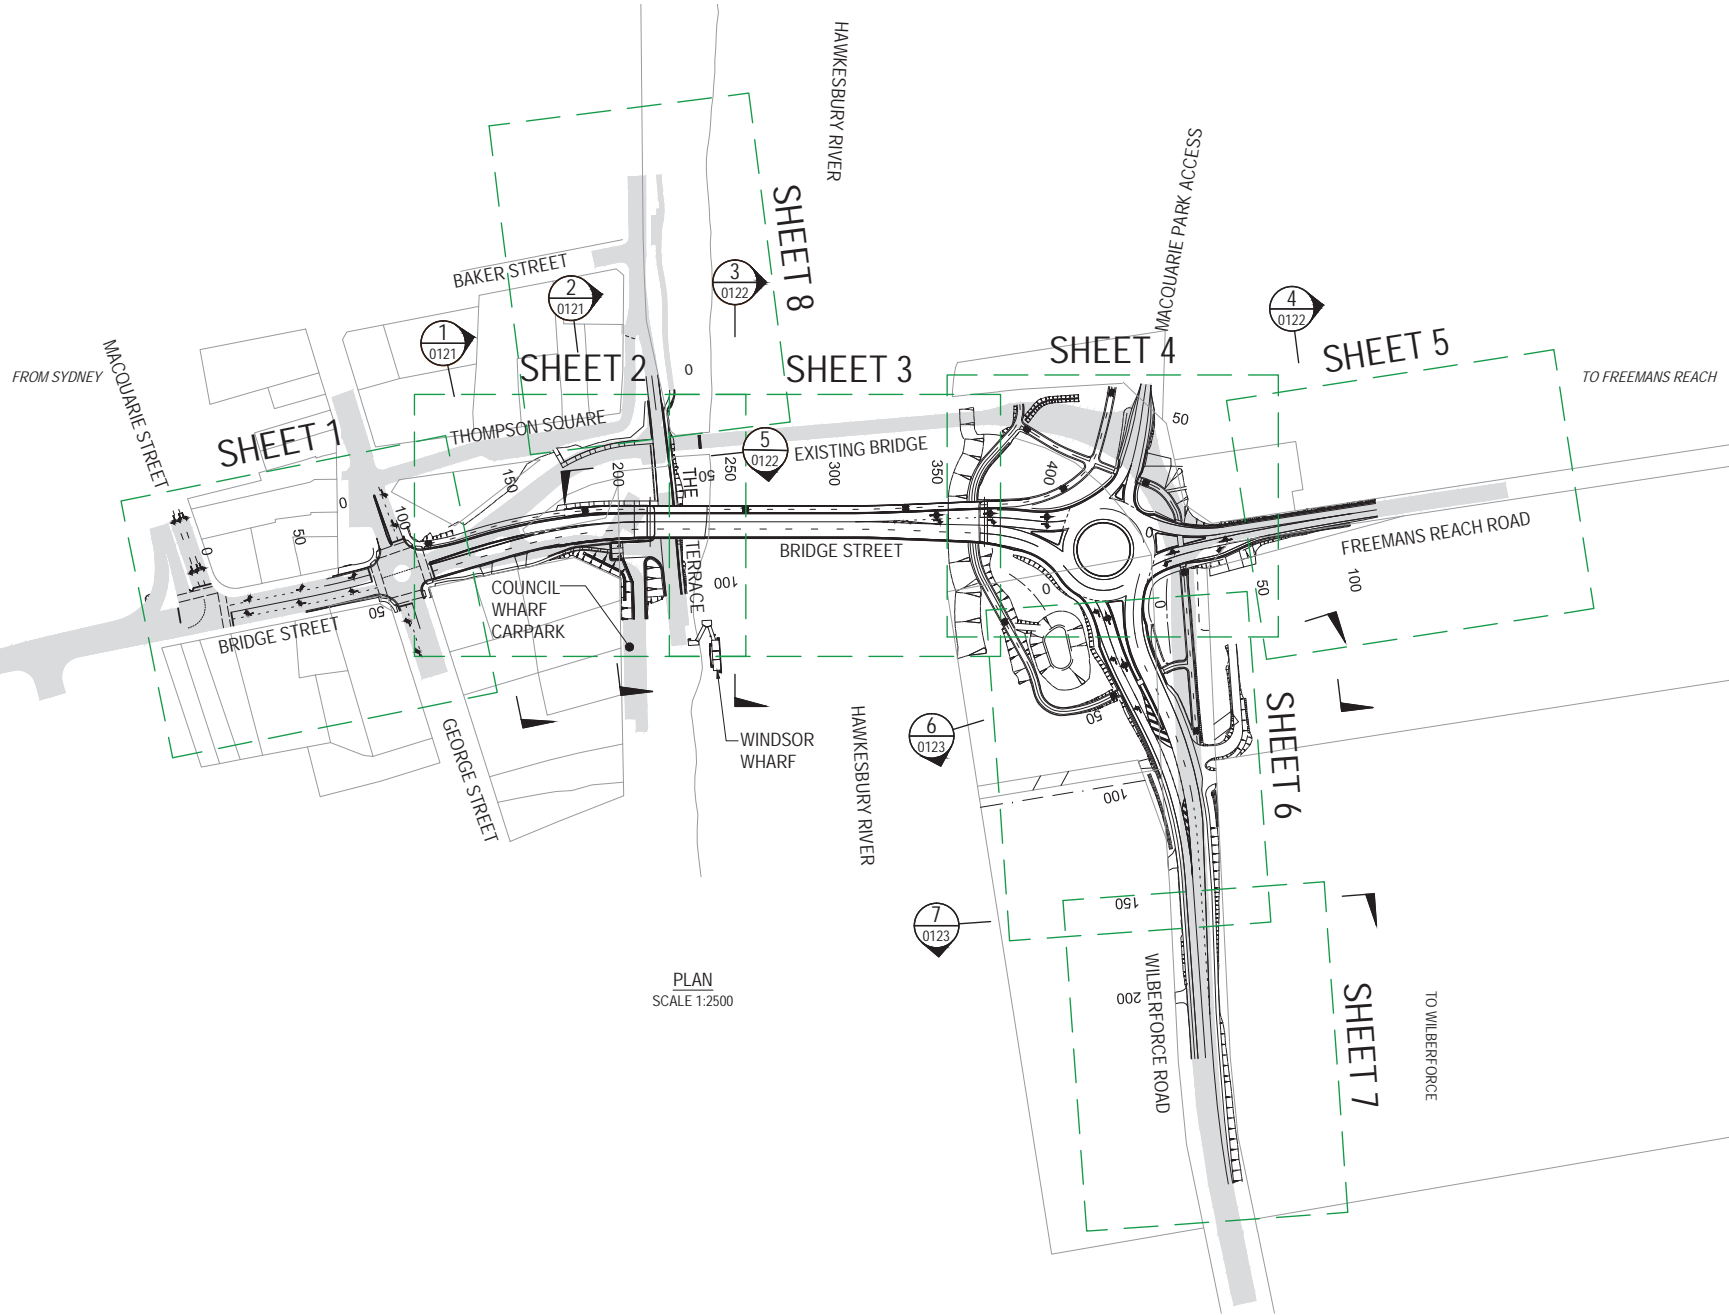 HAWKESBURY RIVER
MACQUARIE PARK ACCESS
SHEET 8
BAKER STREET
2
0121
3
0122
4
0122
1
0121
MACQUARIE STREET
FROM SYDNEY
SHEET 1
SHEET 2
0
SHEET 3
SHEET 4
SHEET 5
TO FREEMANS REACH
THOMPSON SQUARE
50
5
0122
EXISTING BRIDGE
150
200
THE
TERRACE
50
250
300
350
400
0
50
0
100
BRIDGE STREET
FREEMANS REACH ROAD
COUNCIL
WHARF
CARPARK
100
50
100
0
0
50
BRIDGE STREET
GEORGE STREET
WINDSOR
WHARF
HAWKESBURY RIVER
6
0123
50
SHEET 6
100
7
0123
150
200
WILBERFORCE ROAD
SHEET 7
TO WILBERFORCE
PLAN
SCALE 1:2500